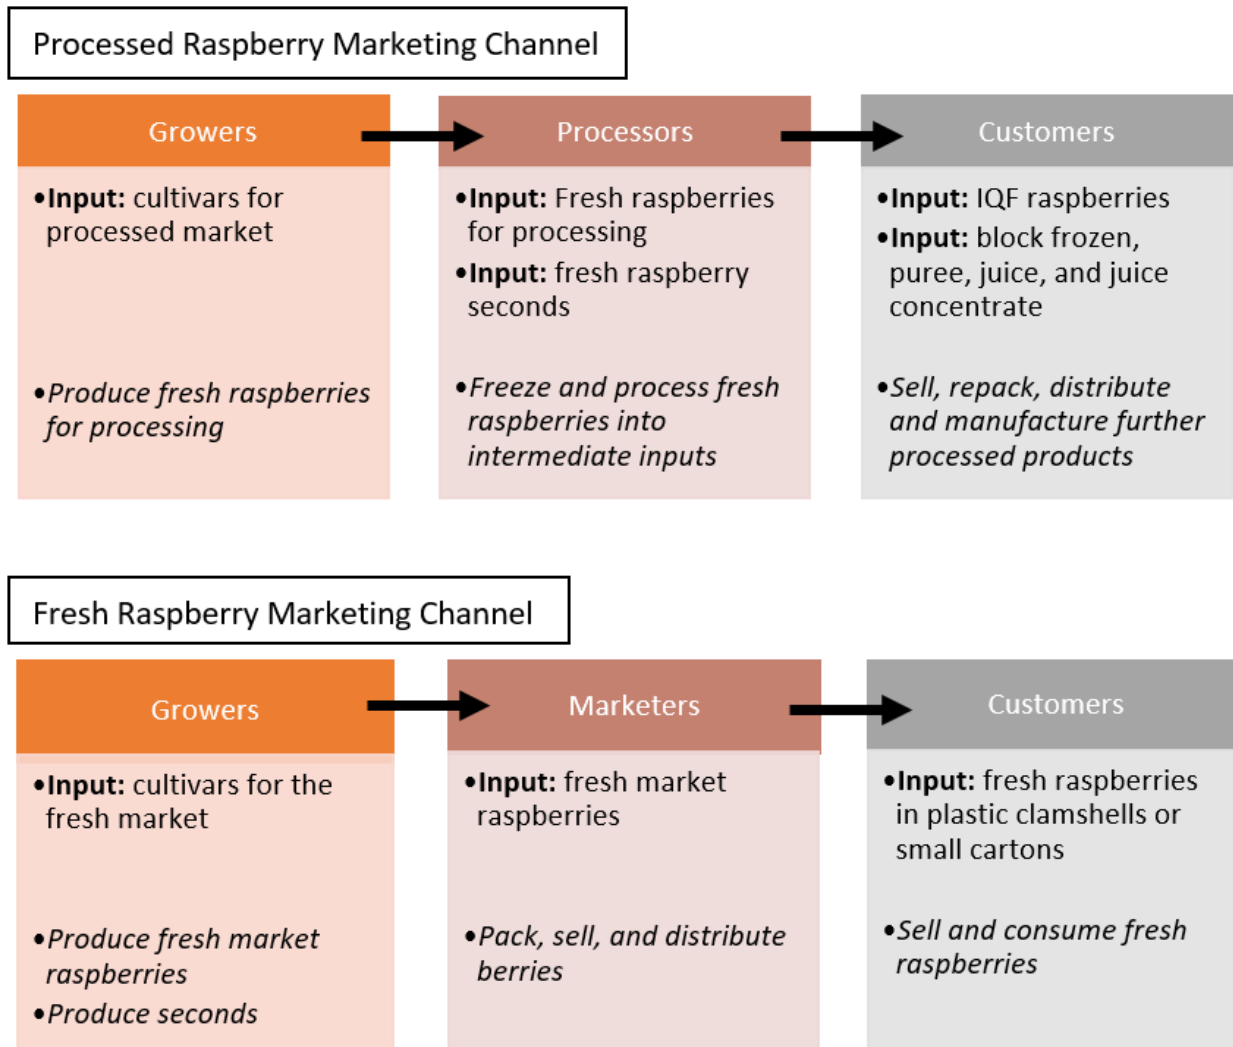 Processed Raspberry Marketing Channel
Growers
•Input: cultivars for
processed market
•Produce fresh raspberries
for processing
Processors
•Input: Fresh raspberries
for processing
•Input: fresh raspberry
seconds
•Freeze and process fresh
raspberries into
intermediate inputs
Customers
•Input: IQF raspberries
•Input: block frozen,
puree, juice, and juice
concentrate
•Sell, repack, distribute
and manufacture further
processed products
Fresh Raspberry Marketing Channel
Growers
•Input: cultivars for the
fresh market
•Produce fresh market
raspberries
•Produce seconds
Marketers
•Input: fresh market
raspberries
•Pack, sell, and distribute
berries
Customers
•Input: fresh raspberries
in plastic clamshells or
small cartons
•Sell and consume fresh
raspberries